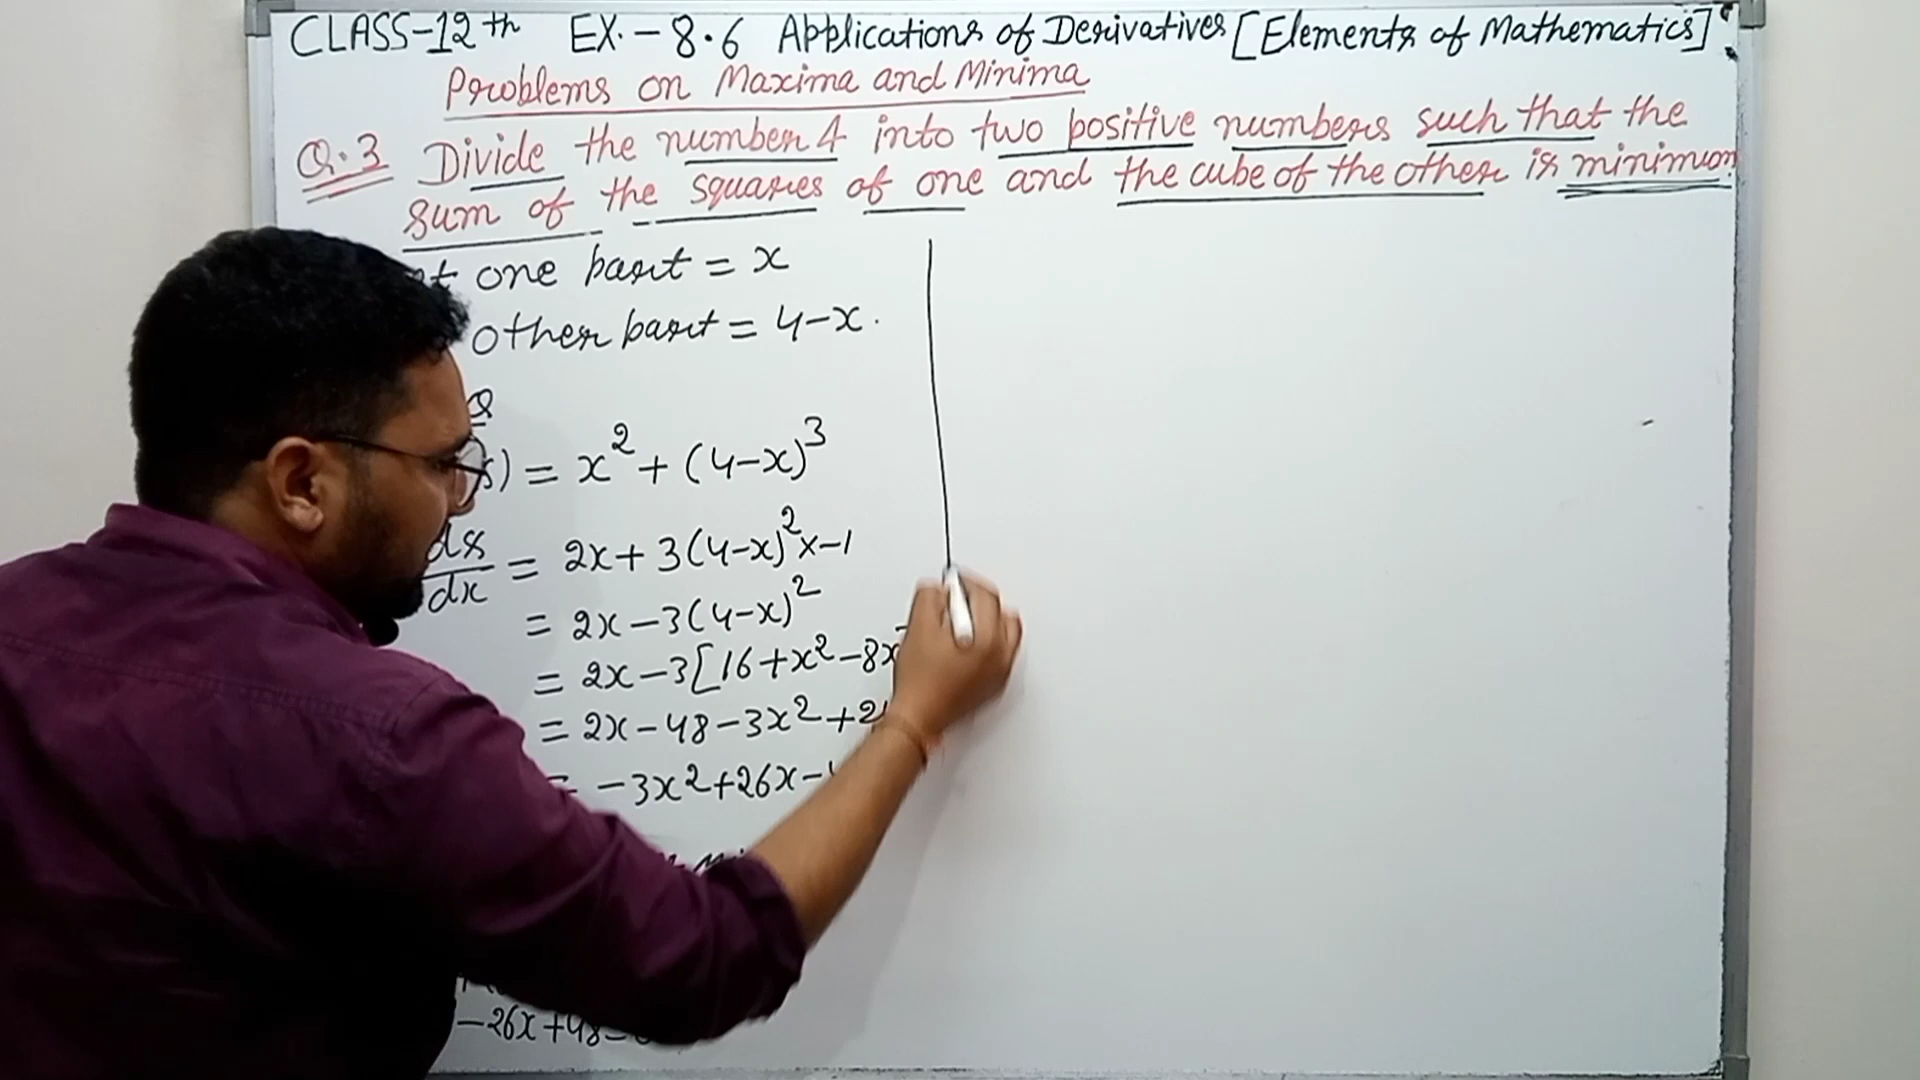 CLASS-12th EX.-8.6 Applications of Derivatives [Elements of Mathematics]
Problems on Maxima and Minima
Q.3 Divide the number 4 into two positive numbers such that the
sum of the squares of one and the cube of the other is minimum
one part = x
other part = 4-x.
= x² + (4-x)³
ds/dx = 2x + 3(4-x)² x -1
= 2x - 3(4-x)²
= 2x - 3[16 + x² - 8x
= 2x - 48 - 3x² + 2
= -3x² + 26x -
- 26x + 48 =